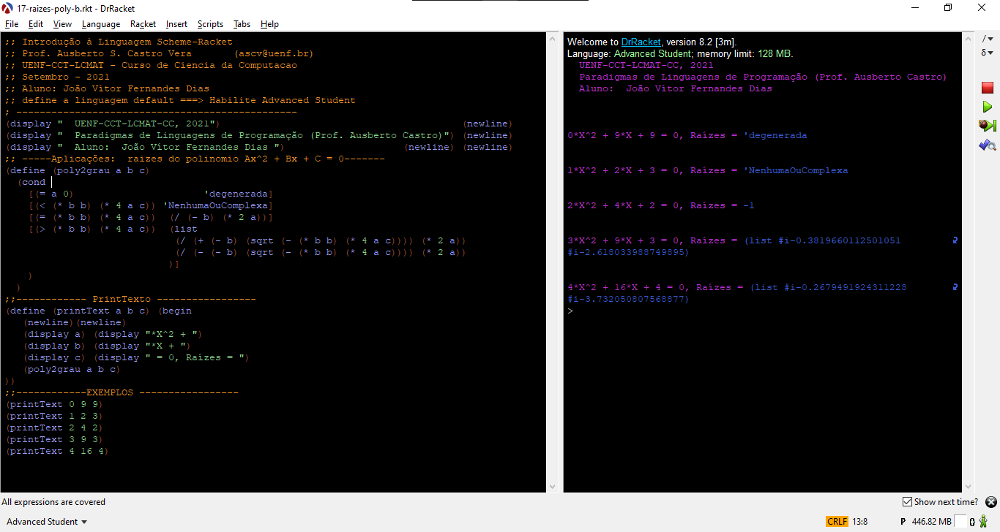 17-raizes-poly-b.rkt - DrRacket
File Edit View Language Racket Insert Scripts Tabs Help
;; Introdução à Linguagem Scheme-Racket
;; Prof. Ausberto S. Castro Vera (ascv@uenf.br)
;; UENF-CCT-LCMAT - Curso de Ciencia da Computacao
;; Setembro - 2021
;; Aluno: João Vítor Fernandes Dias
;; define a linguagem default ===> Habilite Advanced Student
; ------------------------------------------------
(display "  UENF-CCT-LCMAT-CC, 2021") (newline)
(display "  Paradigmas de Linguagens de Programação (Prof. Ausberto Castro)") (newline)
(display "  Aluno:  João Vítor Fernandes Dias ") (newline) (newline)
;; -----Aplicações:  raizes do polinomio Ax^2 + Bx + C = 0-------
(define (poly2grau a b c)
(cond
[(= a 0) 'degenerada]
[(< (* b b) (* 4 a c)) 'NenhumaOuComplexa]
[(= (* b b) (* 4 a c)) (/ (- b) (* 2 a))]
[(> (* b b) (* 4 a c)) (list
(/ (+ (- b) (sqrt (- (* b b) (* 4 a c)))) (* 2 a))
(/ (- (- b) (sqrt (- (* b b) (* 4 a c)))) (* 2 a))
)]
)
)
;;------------ PrintTexto -----------------
(define (printText a b c) (begin
(newline)(newline)
(display a) (display "*X^2 + ")
(display b) (display "*X + ")
(display c) (display " = 0, Raízes = ")
(poly2grau a b c)
))
;;------------EXEMPLOS -----------------
(printText 0 9 9)
(printText 1 2 3)
(printText 2 4 2)
(printText 3 9 3)
(printText 4 16 4)
Welcome to DrRacket, version 8.2 [3m].
Language: Advanced Student; memory limit: 128 MB.
UENF-CCT-LCMAT-CC, 2021
Paradigmas de Linguagens de Programação (Prof. Ausberto Castro)
Aluno:  João Vítor Fernandes Dias
0*X^2 + 9*X + 9 = 0, Raízes = 'degenerada
1*X^2 + 2*X + 3 = 0, Raízes = 'NenhumaOuComplexa
2*X^2 + 4*X + 2 = 0, Raízes = -1
3*X^2 + 9*X + 3 = 0, Raízes = (list #i-0.3819660112501051
#i-2.618033988749895)
4*X^2 + 16*X + 4 = 0, Raízes = (list #i-0.2679491924311228
#i-3.732050807568877)
>
/
δ
All expressions are covered
Show next time?
Advanced Student
CRLF 13:8
P 446.82 MB